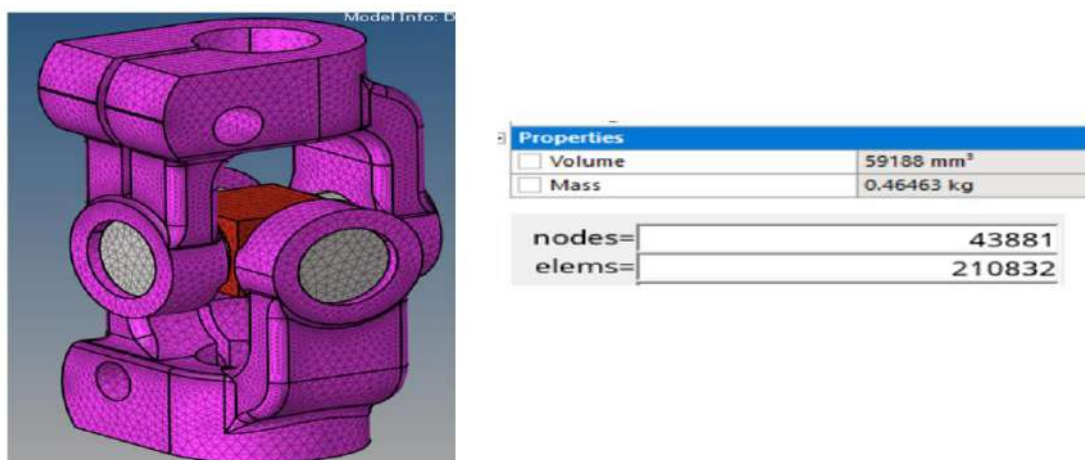 Model Info: D
Properties
Volume 59188 mm³
Mass 0.46463 kg
nodes= 43881
elems= 210832